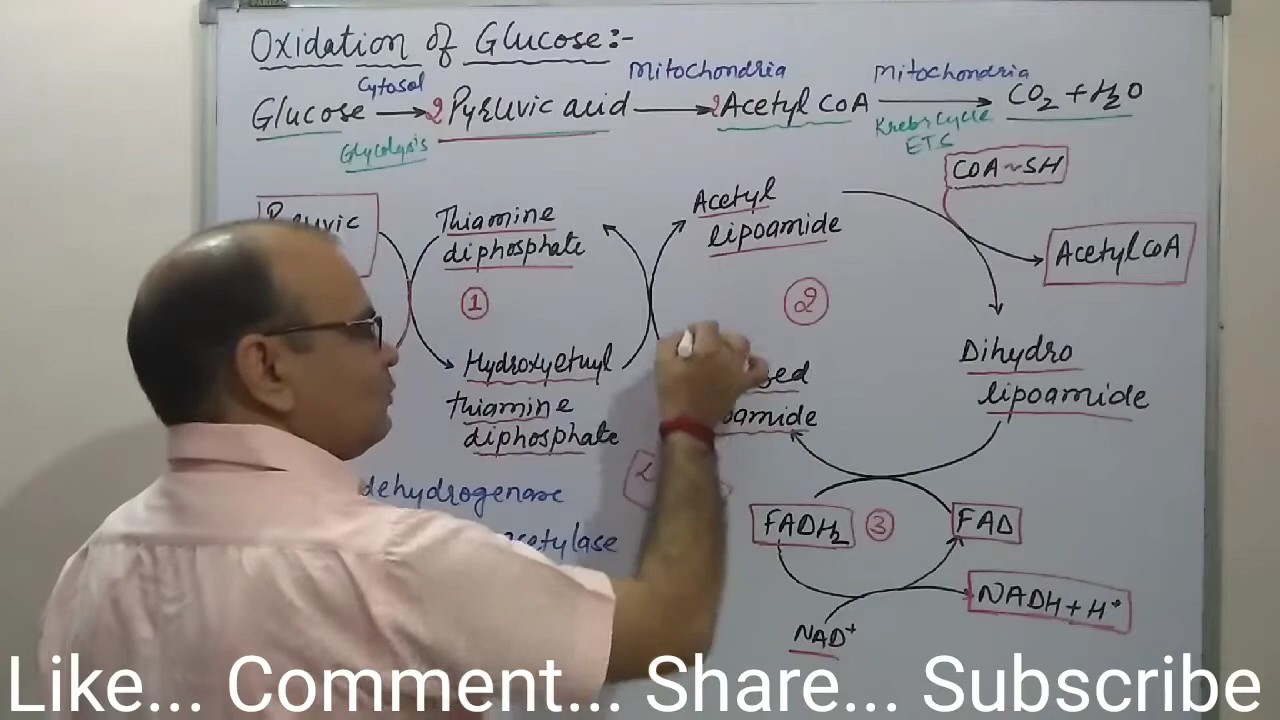 Oxidation of Glucose:-
Cytosol Mitochondria Mitochondria
Glucose → 2 Pyruvic acid → 2 Acetyl CoA → CO2 + H2O
Glycolysis Krebs Cycle
ETS
COA~SH
Acetyl
lipoamide
Thiamine
diphosphate
Acetyl CoA
1
2
Hydroxyetuyl
thiamine
diphosphate
Dihydro
lipoamide
dehydrogenase
FADH2
3
FAD
NADH + H+
NAD+
Like... Comment... Share... Subscribe